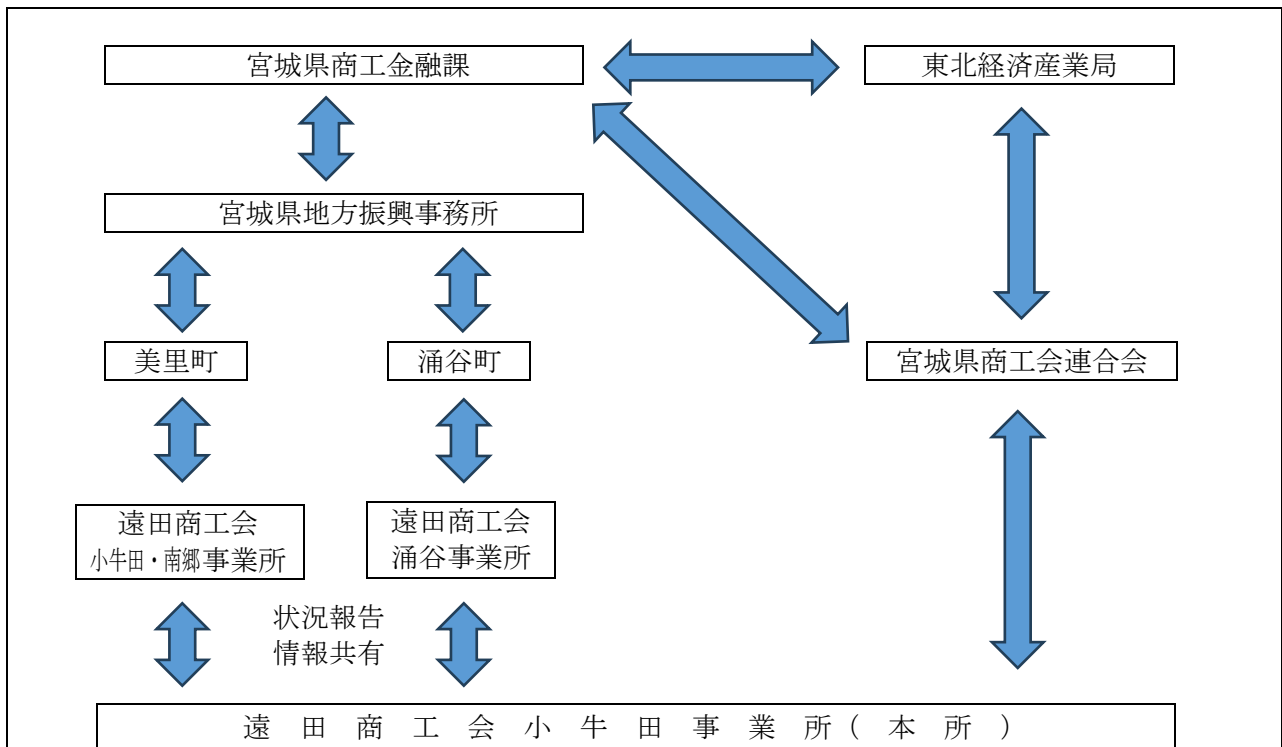 宮城県商工金融課
東北経済産業局
宮城県地方振興事務所
美里町
涌谷町
宮城県商工会連合会
遠田商工会
小牛田・南郷事業所
遠田商工会
涌谷事業所
状況報告
情報共有
遠田商工会小牛田事業所(本所)